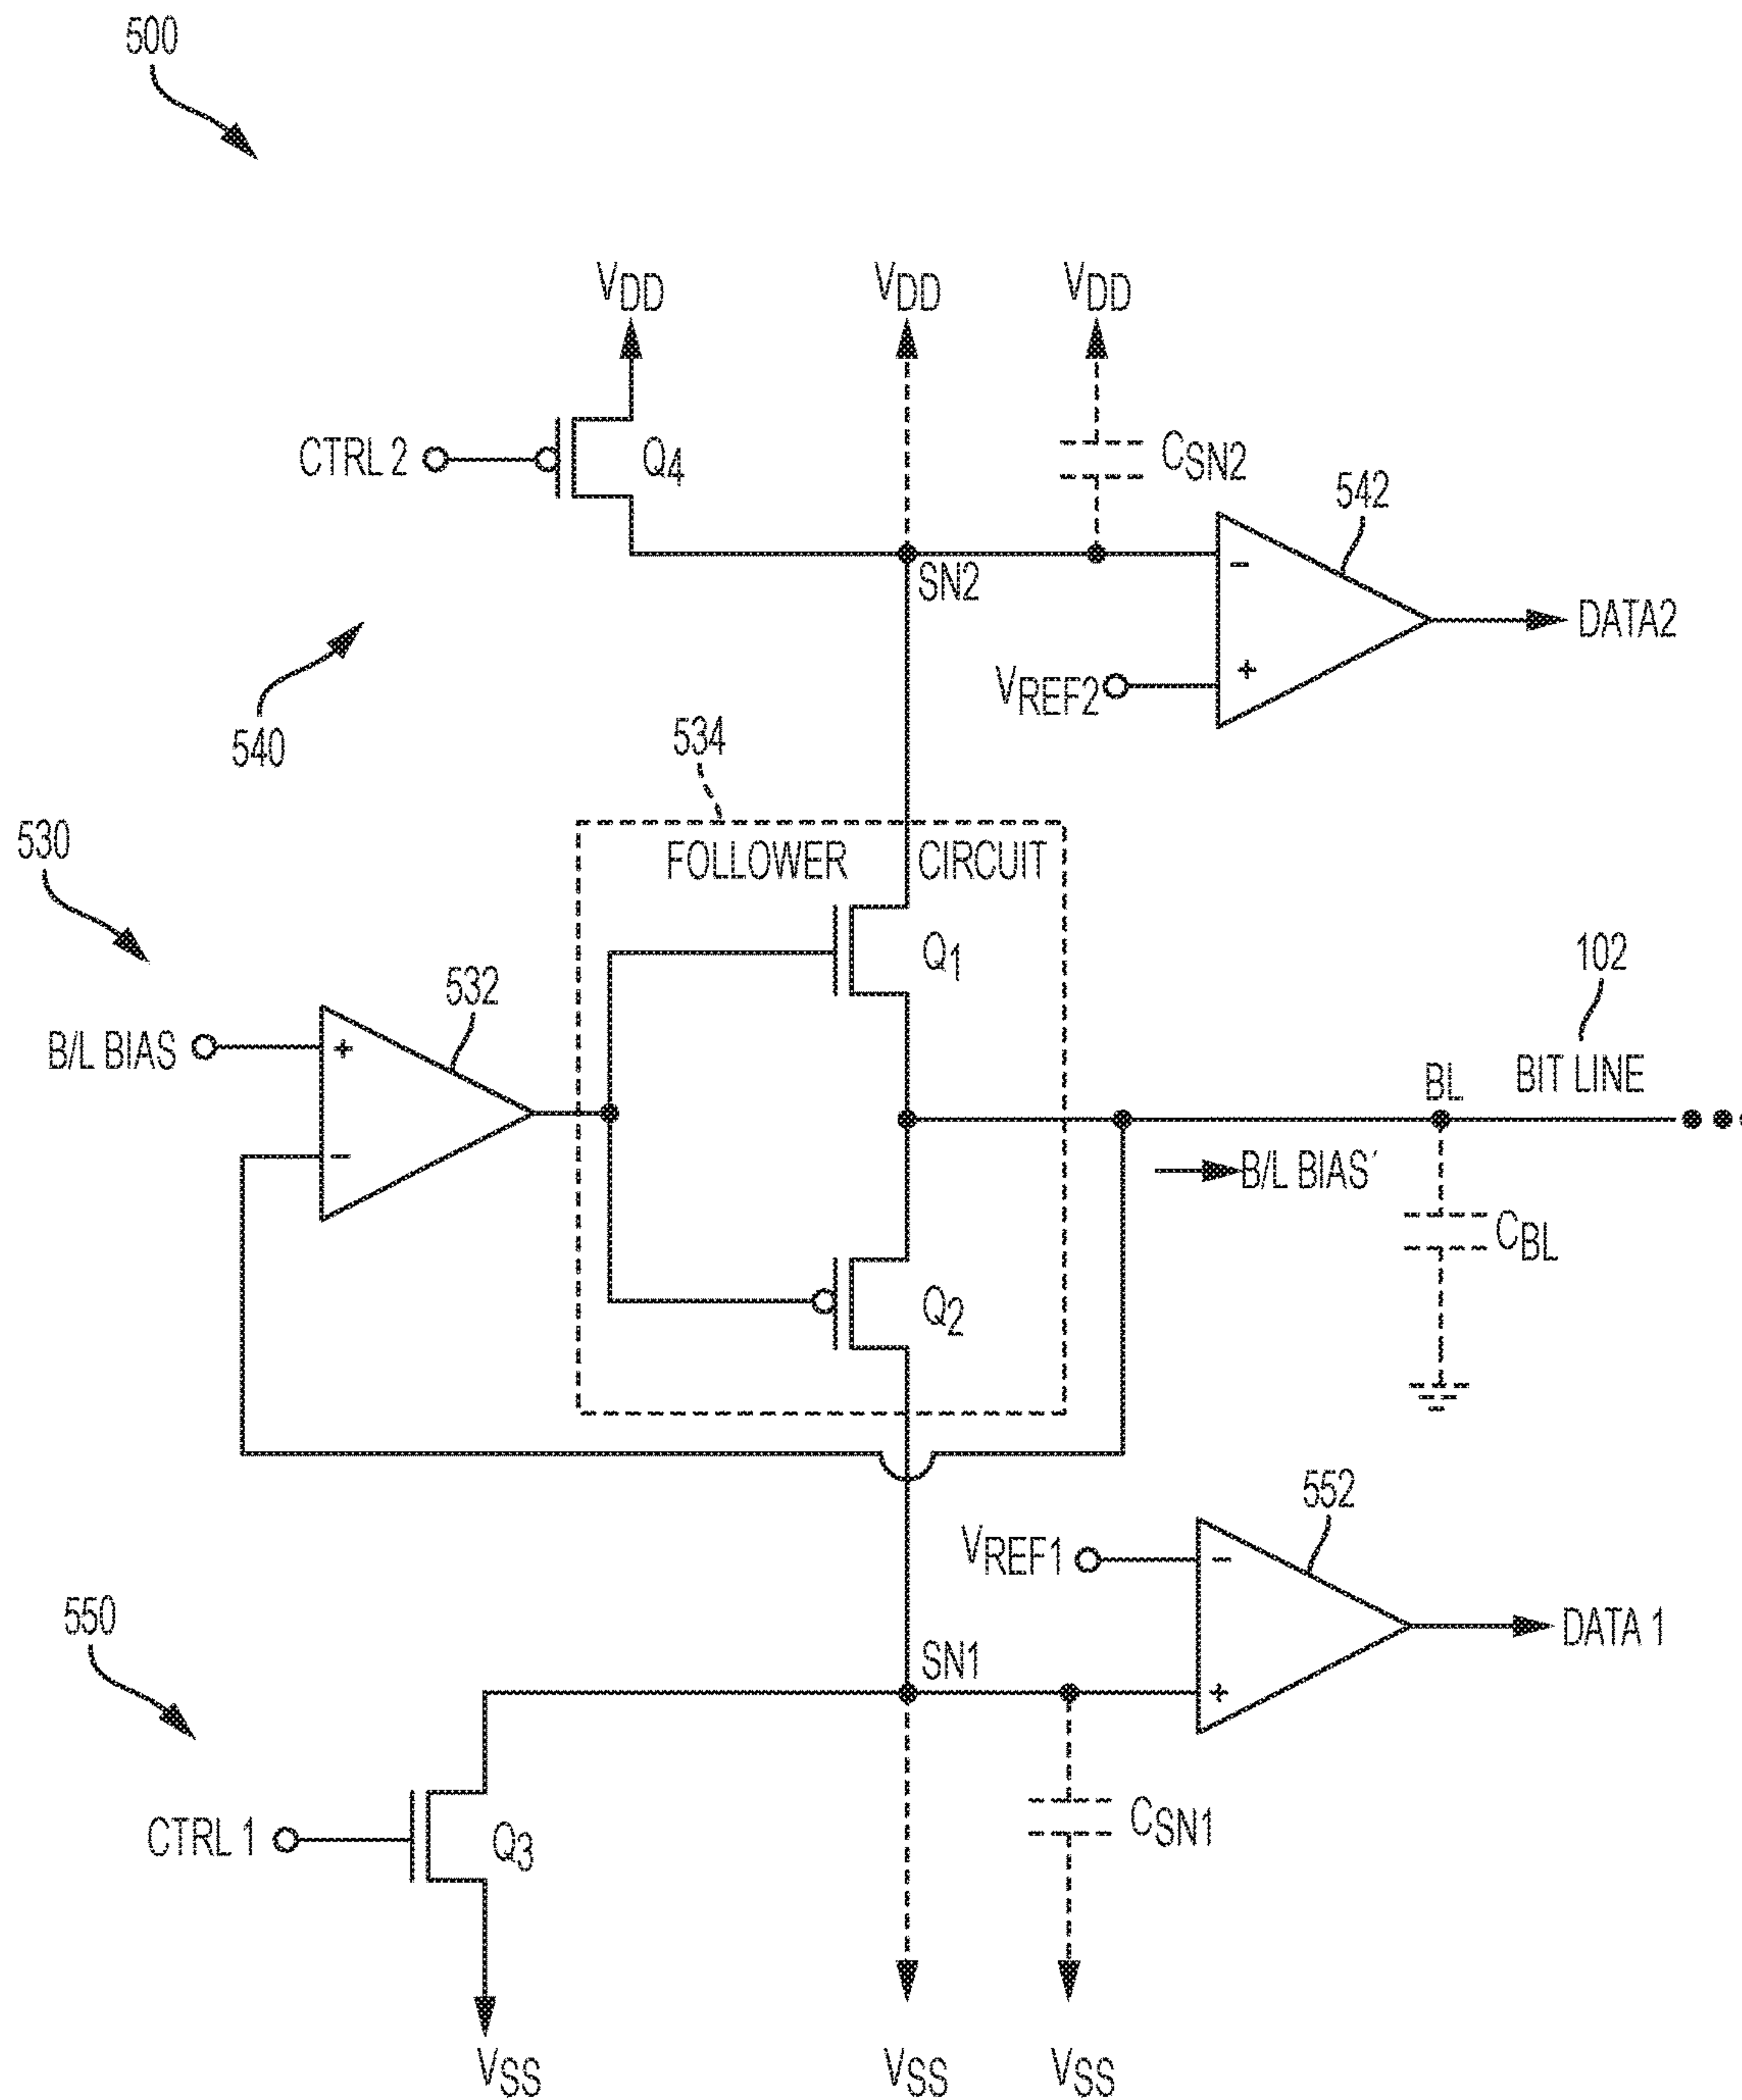 500
VDD
VDD
VDD
CTRL 2
Q4
CSN2
542
SN2
DATA2
VREF2
540
534
530
FOLLOWER CIRCUIT
Q1
102
532
B/L BIAS
+
BL
BIT LINE
B/L BIAS′
CBL
Q2
552
VREF1
550
SN1
DATA 1
CSN1
CTRL 1
Q3
VSS
VSS
VSS